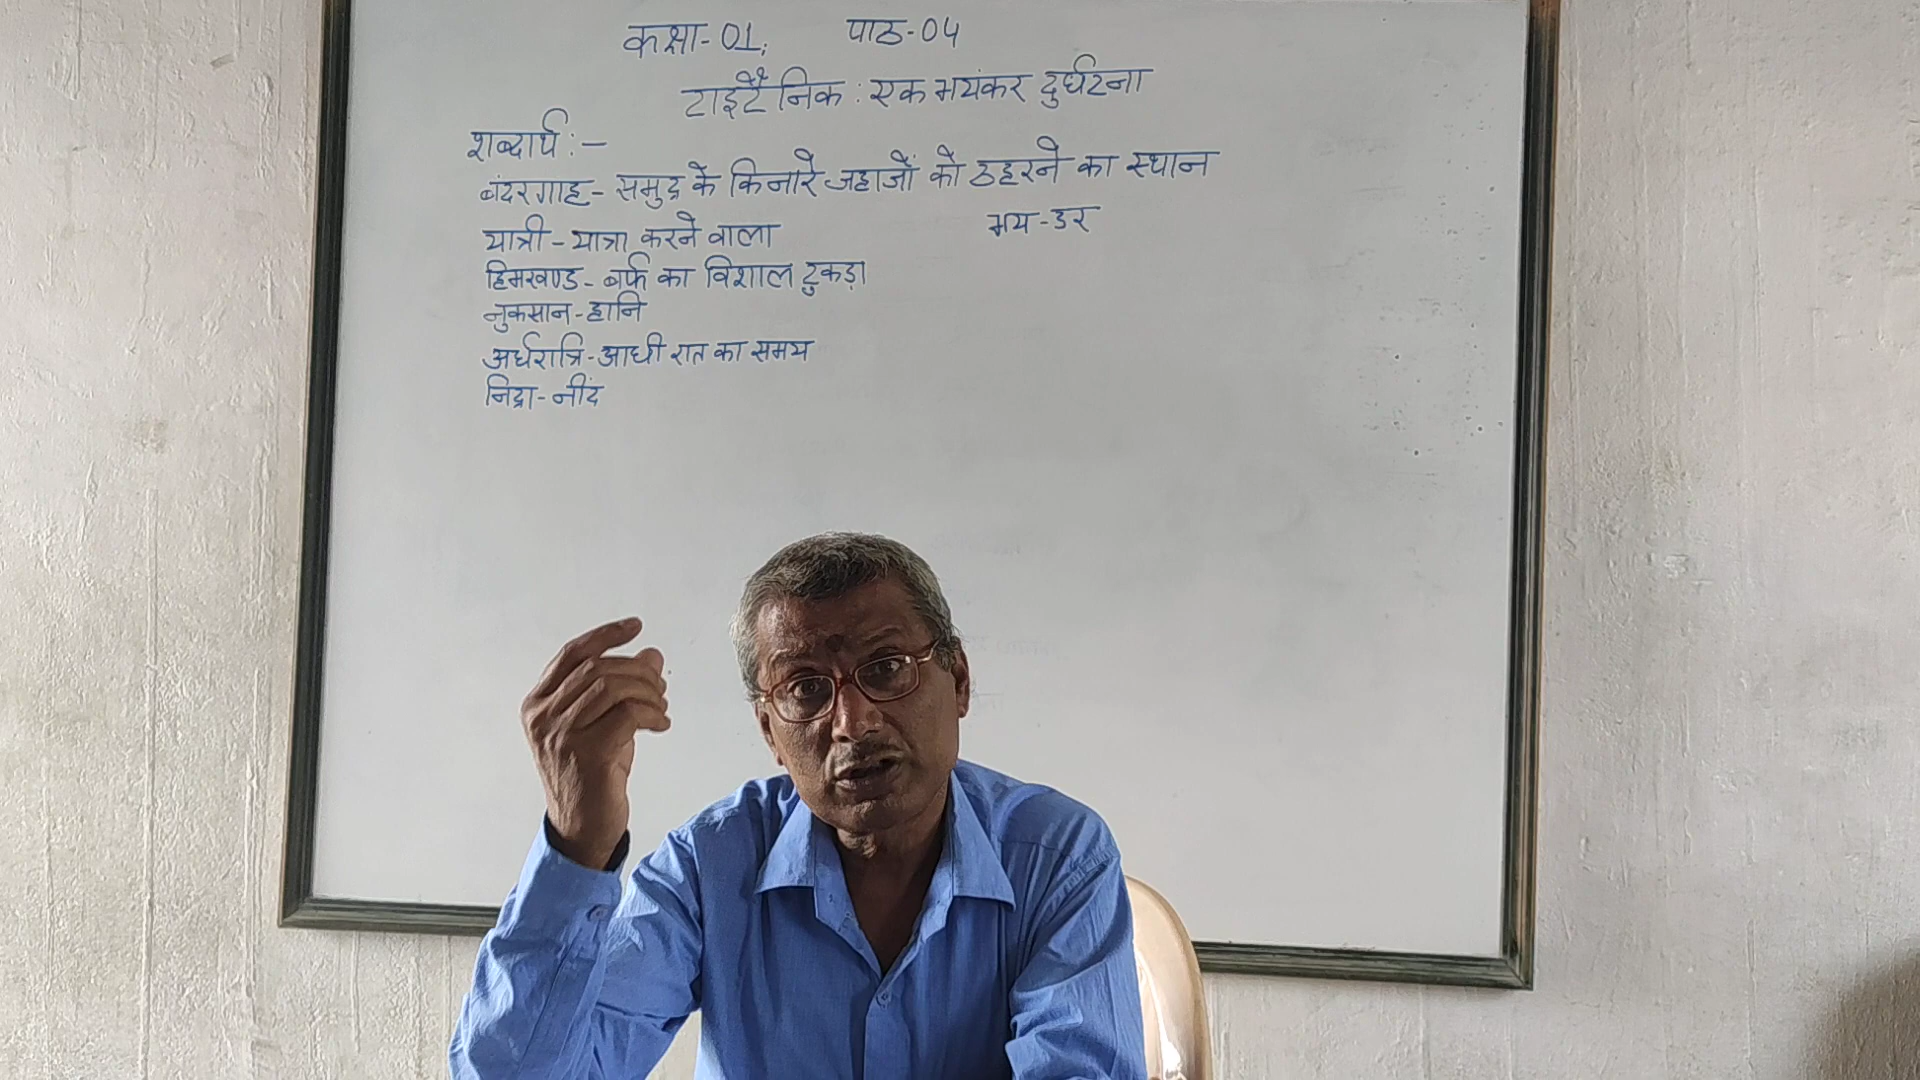 कक्षा-01; पाठ-04
टाइटैनिक : एक भयंकर दुर्घटना
शब्दार्थ :-
बंदरगाह - समुद्र के किनारे जहाजों को ठहरने का स्थान
यात्री - यात्रा करने वाला भय - डर
हिमखण्ड - बर्फ का विशाल टुकड़ा
नुकसान - हानि
अर्धरात्रि - आधी रात का समय
निद्रा - नींद